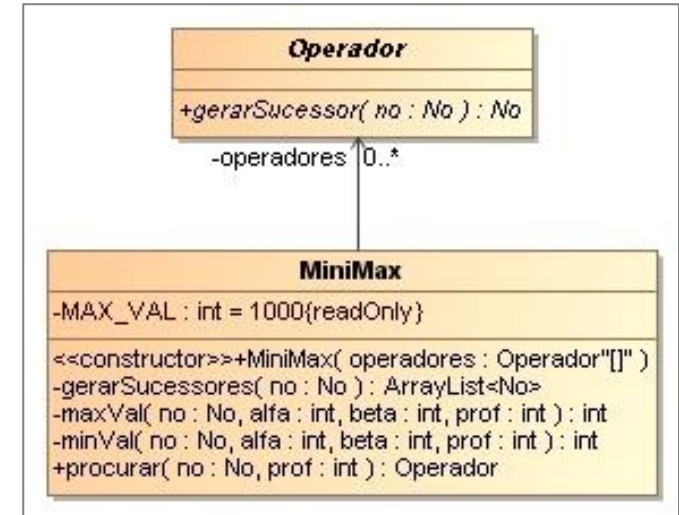 Operador
+gerarSucessor( no : No ) : No
-operadores 0..*
MiniMax
-MAX_VAL : int = 1000{readOnly}
<<constructor>>+MiniMax( operadores : Operador"[]" )
-gerarSucessores( no : No ) : ArrayList<No>
-maxVal( no : No, alfa : int, beta : int, prof : int ) : int
-minVal( no : No, alfa : int, beta : int, prof : int ) : int
+procurar( no : No, prof : int ) : Operador